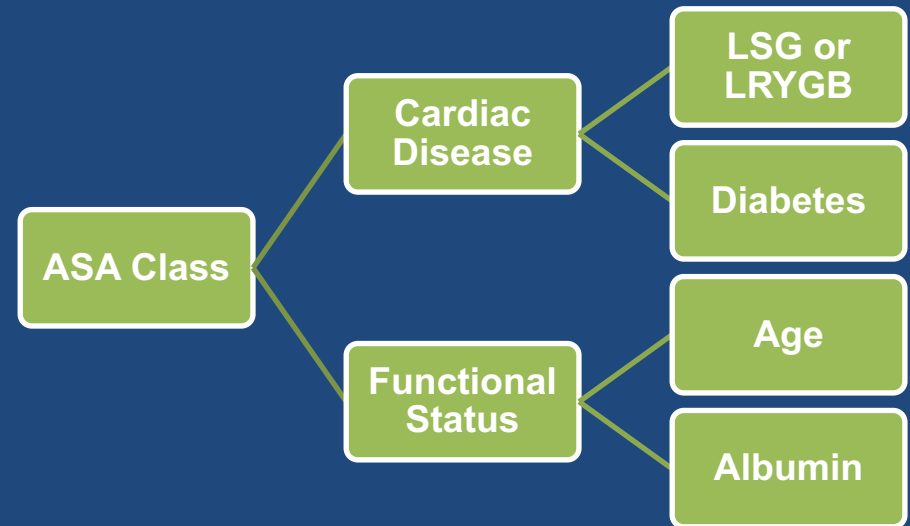 ASA Class
Cardiac
Disease
Functional
Status
LSG or
LRYGB
Diabetes
Age
Albumin